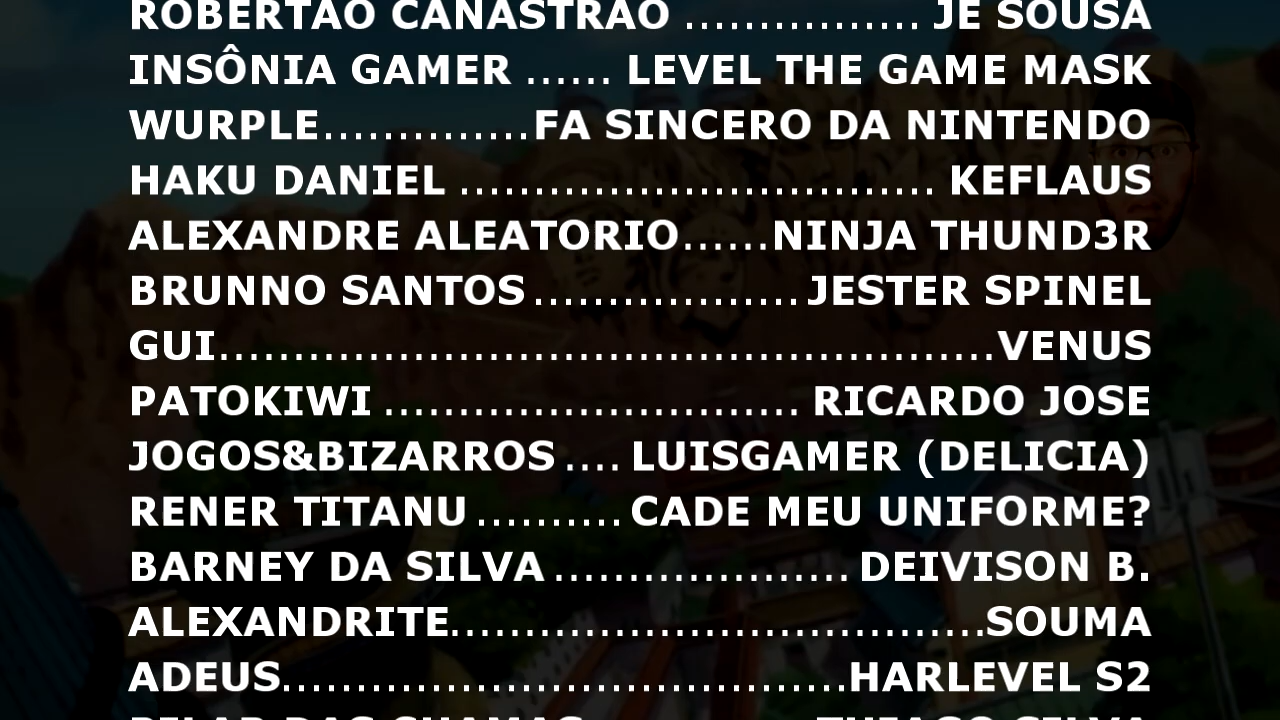 ROBERTAO CANASTRAO ................ JE SOUSA
INSÔNIA GAMER ...... LEVEL THE GAME MASK
WURPLE..............FA SINCERO DA NINTENDO
HAKU DANIEL ................................ KEFLAUS
ALEXANDRE ALEATORIO......NINJA THUND3R
BRUNNO SANTOS .................. JESTER SPINEL
GUI.....................................................VENUS
PATOKIWI ............................ RICARDO JOSE
JOGOS&BIZARROS .... LUISGAMER (DELICIA)
RENER TITANU .......... CADE MEU UNIFORME?
BARNEY DA SILVA .................... DEIVISON B.
ALEXANDRITE....................................SOUMA
ADEUS......................................HARLEVEL S2